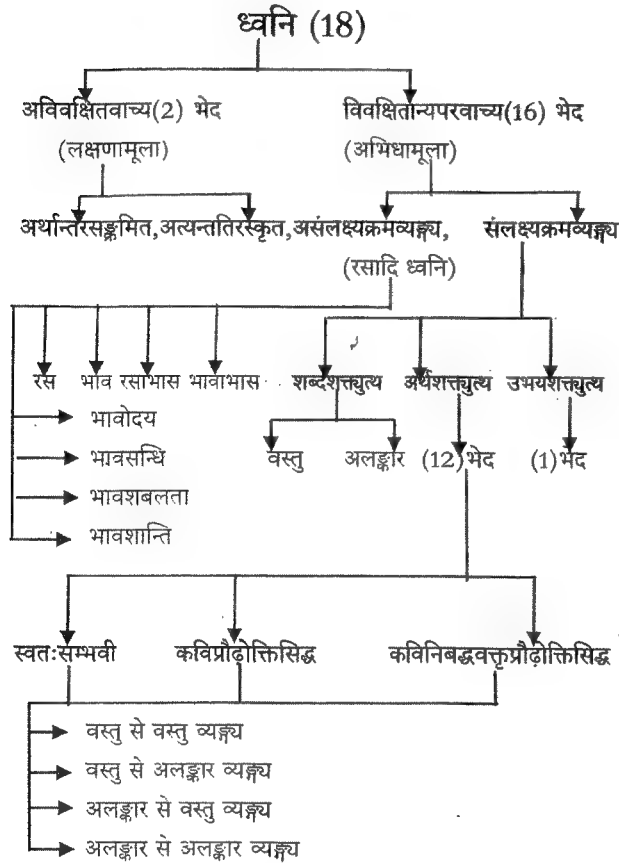 ध्वनि (18)
अविवक्षितवाच्य(2) भेद विवक्षितान्यपरवाच्य(16) भेद
(लक्षणामूला) (अभिधामूला)
अर्थान्तरसङ्क्रमित, अत्यन्ततिरस्कृत, असंलक्ष्यक्रमव्यङ्ग्य, संलक्ष्यक्रमव्यङ्ग्य
(रसादि ध्वनि)
रस भाव रसाभास भावाभास शब्दशक्त्युत्थ अर्थशक्त्युत्थ उभयशक्त्युत्थ
भावोदय
वस्तु अलङ्कार (12) भेद (1) भेद
भावसन्धि
भावशबलता
भावशान्ति
स्वतःसम्भवी कविप्रौढ़ोक्तिसिद्ध कविनिबद्धवक्तृप्रौढ़ोक्तिसिद्ध
वस्तु से वस्तु व्यङ्ग्य
वस्तु से अलङ्कार व्यङ्ग्य
अलङ्कार से वस्तु व्यङ्ग्य
अलङ्कार से अलङ्कार व्यङ्ग्य